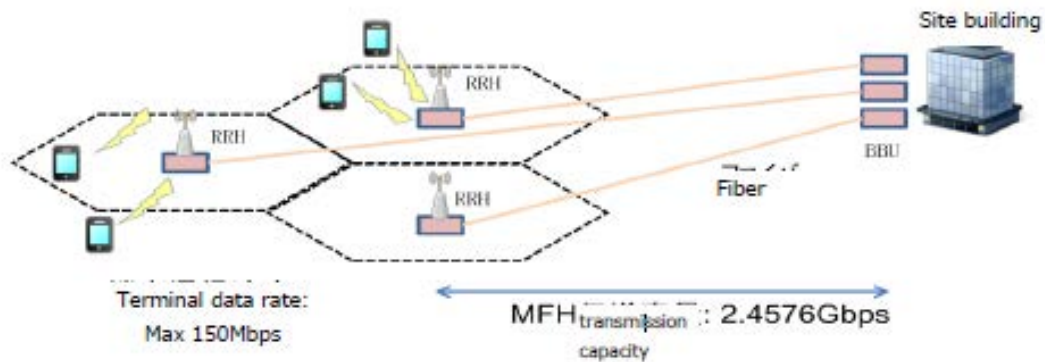 Site building
RRH
RRH
BBU
RRH
Fiber
Terminal data rate:
Max 150Mbps
MFH transmission : 2.4576Gbps
capacity